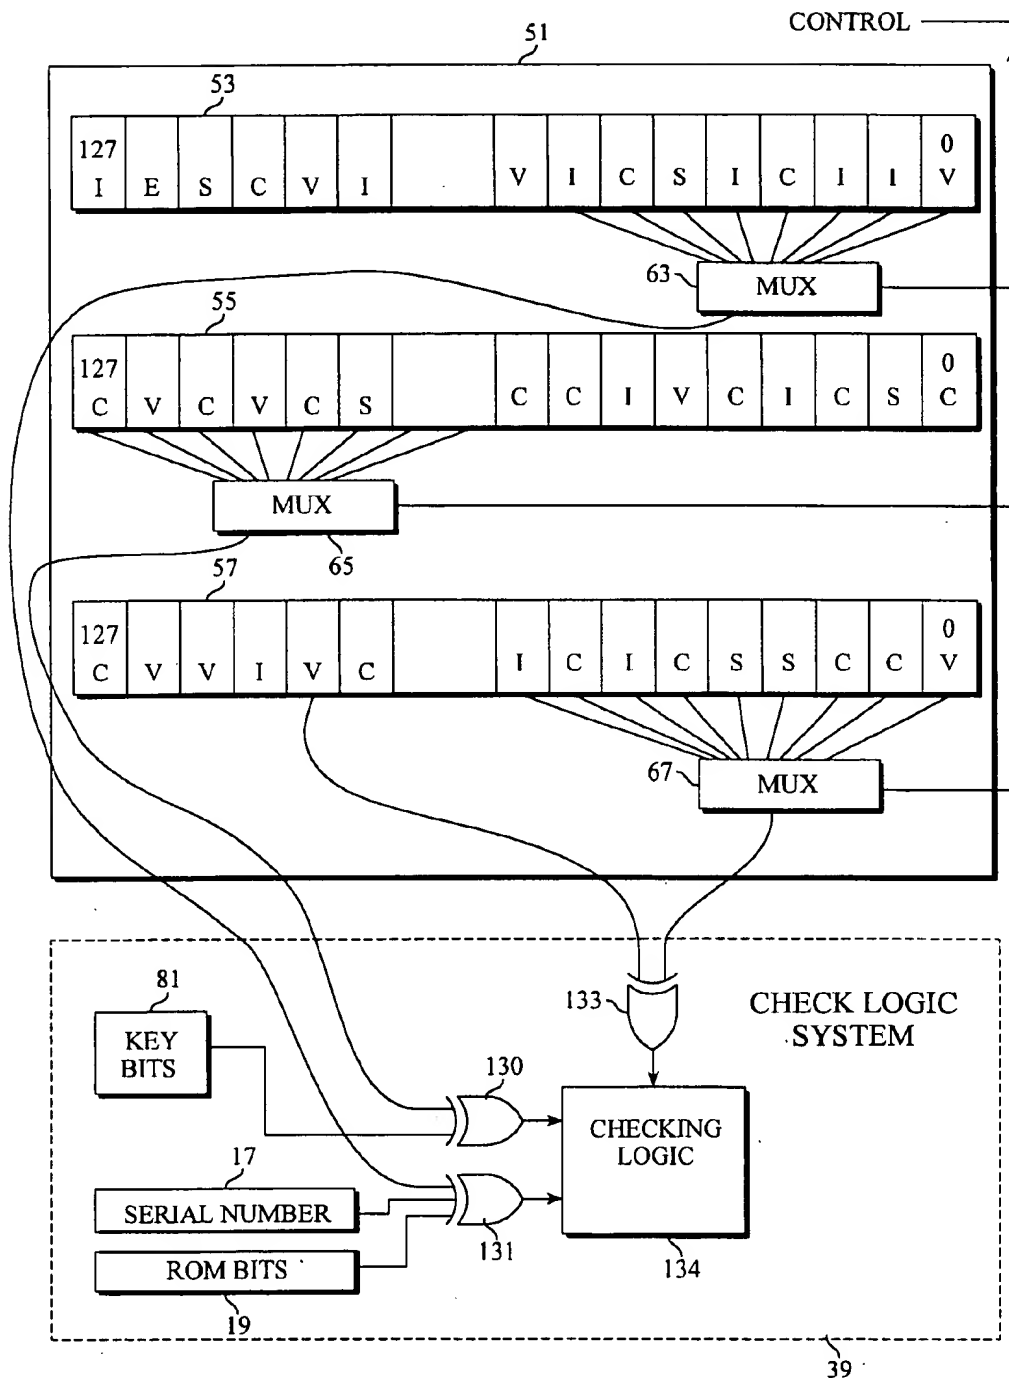 CONTROL
51
53
127 0
I E S C V I V I C S I C I I V
63 MUX
55
127 0
C V C V C S C C I V C I C S C
MUX
65
57
127 0
C V V I V C I C I C S S C C V
67 MUX
81
KEY
BITS
133
CHECK LOGIC
SYSTEM
130
CHECKING
LOGIC
17
SERIAL NUMBER
131
134
ROM BITS
19
39